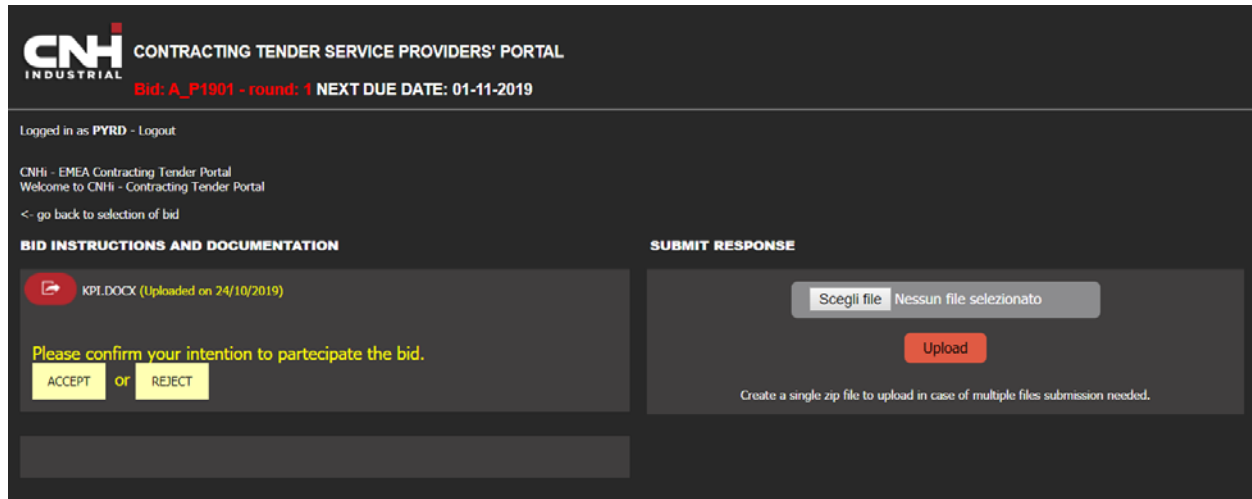 CNHi
INDUSTRIAL
CONTRACTING TENDER SERVICE PROVIDERS' PORTAL
Bid: A_P1901 - round: 1 NEXT DUE DATE: 01-11-2019
Logged in as PYRD - Logout
CNHi - EMEA Contracting Tender Portal
Welcome to CNHi - Contracting Tender Portal
<- go back to selection of bid
BID INSTRUCTIONS AND DOCUMENTATION
KPI.DOCX (Uploaded on 24/10/2019)
Please confirm your intention to partecipate the bid.
ACCEPT or REJECT
SUBMIT RESPONSE
Scegli file Nessun file selezionato
Upload
Create a single zip file to upload in case of multiple files submission needed.